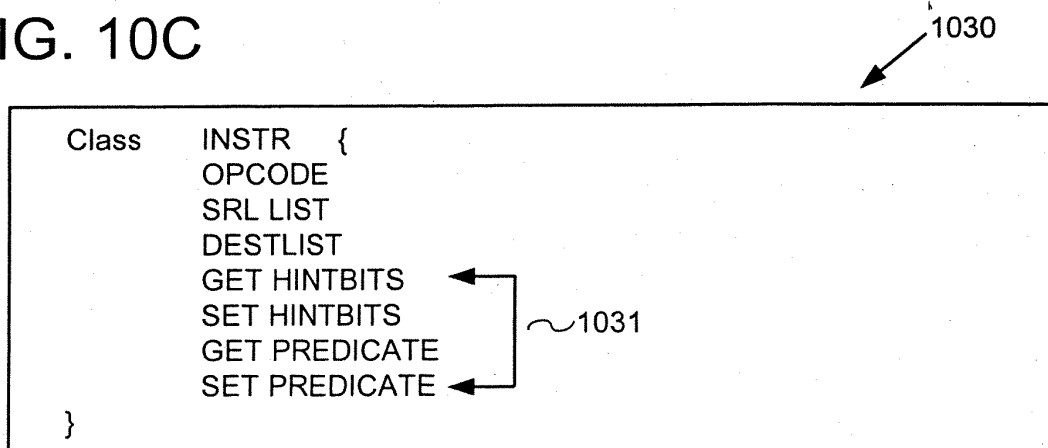 IG. 10C
1030
Class INSTR {
OPCODE
SRL LIST
DESTLIST
GET HINTBITS
SET HINTBITS
1031
GET PREDICATE
SET PREDICATE
}